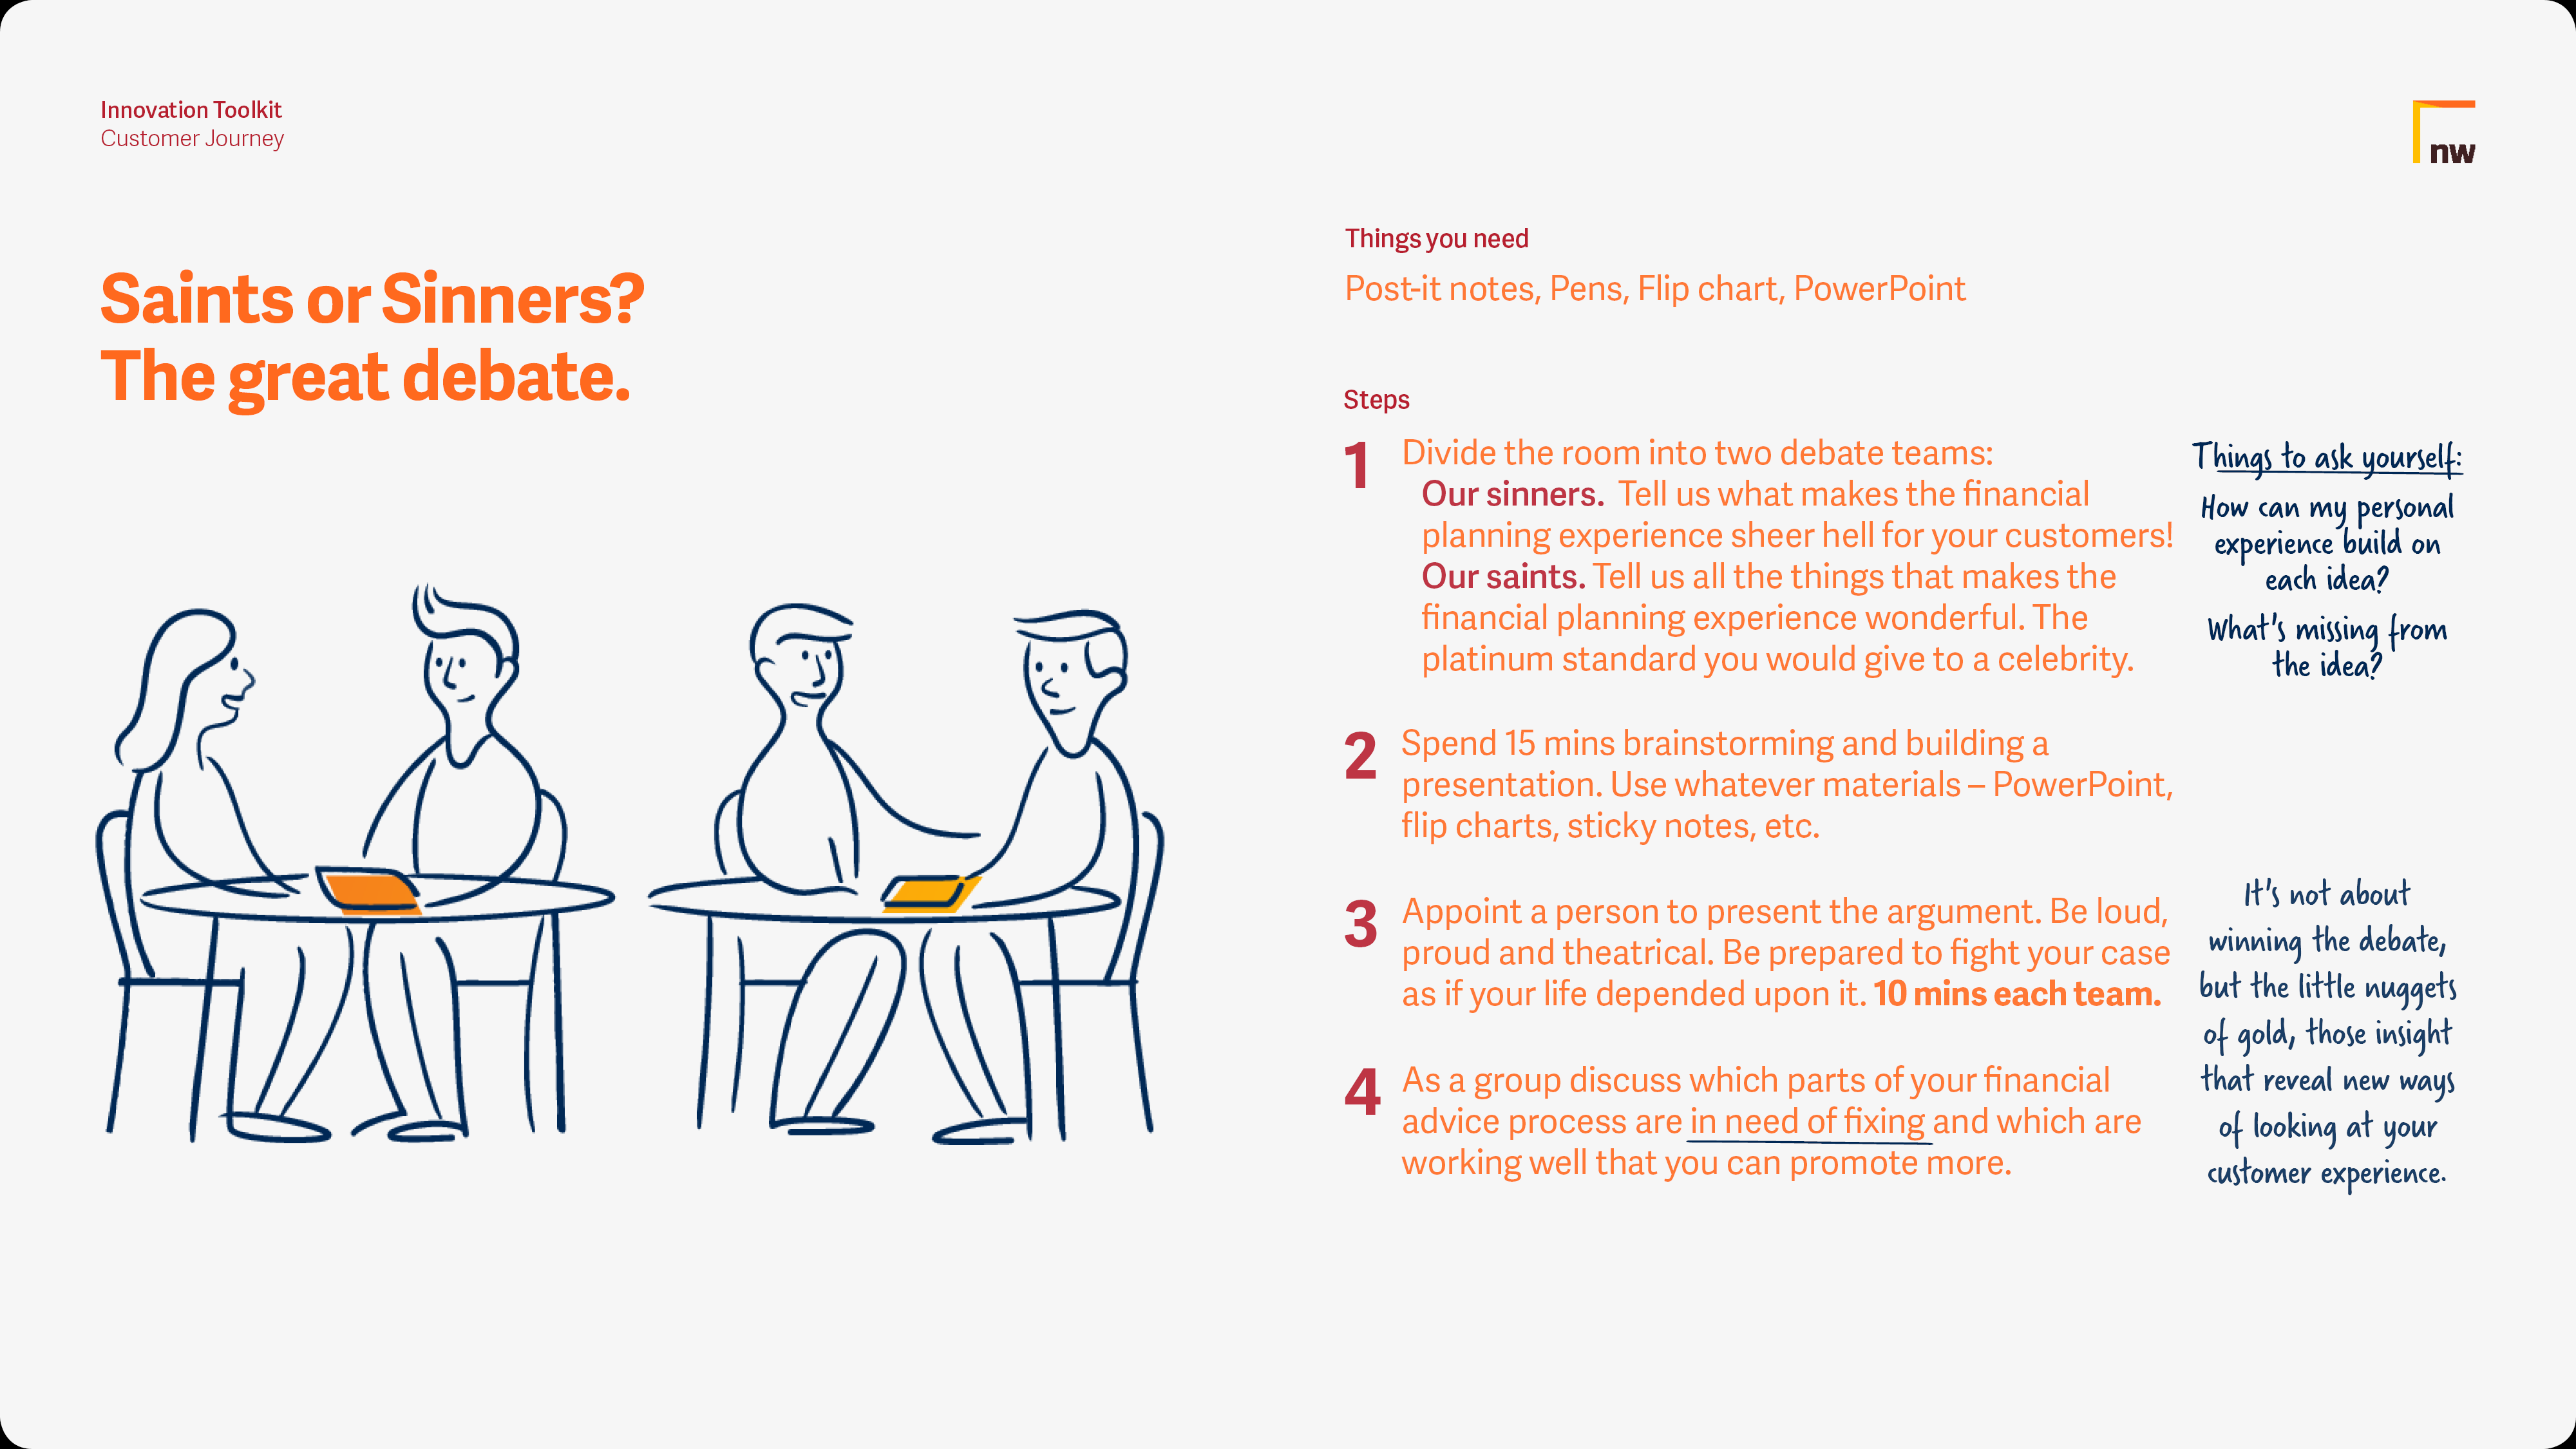 Innovation Toolkit
Customer Journey
nw
Saints or Sinners?
The great debate.
Things you need
Post-it notes, Pens, Flip chart, PowerPoint
Steps
1
Divide the room into two debate teams:
Our sinners. Tell us what makes the financial
planning experience sheer hell for your customers!
Our saints. Tell us all the things that makes the
financial planning experience wonderful. The
platinum standard you would give to a celebrity.
Things to ask yourself:
How can my personal
experience build on
each idea?
What's missing from
the idea?
2
Spend 15 mins brainstorming and building a
presentation. Use whatever materials – PowerPoint,
flip charts, sticky notes, etc.
3
Appoint a person to present the argument. Be loud,
proud and theatrical. Be prepared to fight your case
as if your life depended upon it. 10 mins each team.
4
As a group discuss which parts of your financial
advice process are in need of fixing and which are
working well that you can promote more.
It's not about
winning the debate,
but the little nuggets
of gold, those insight
that reveal new ways
of looking at your
customer experience.